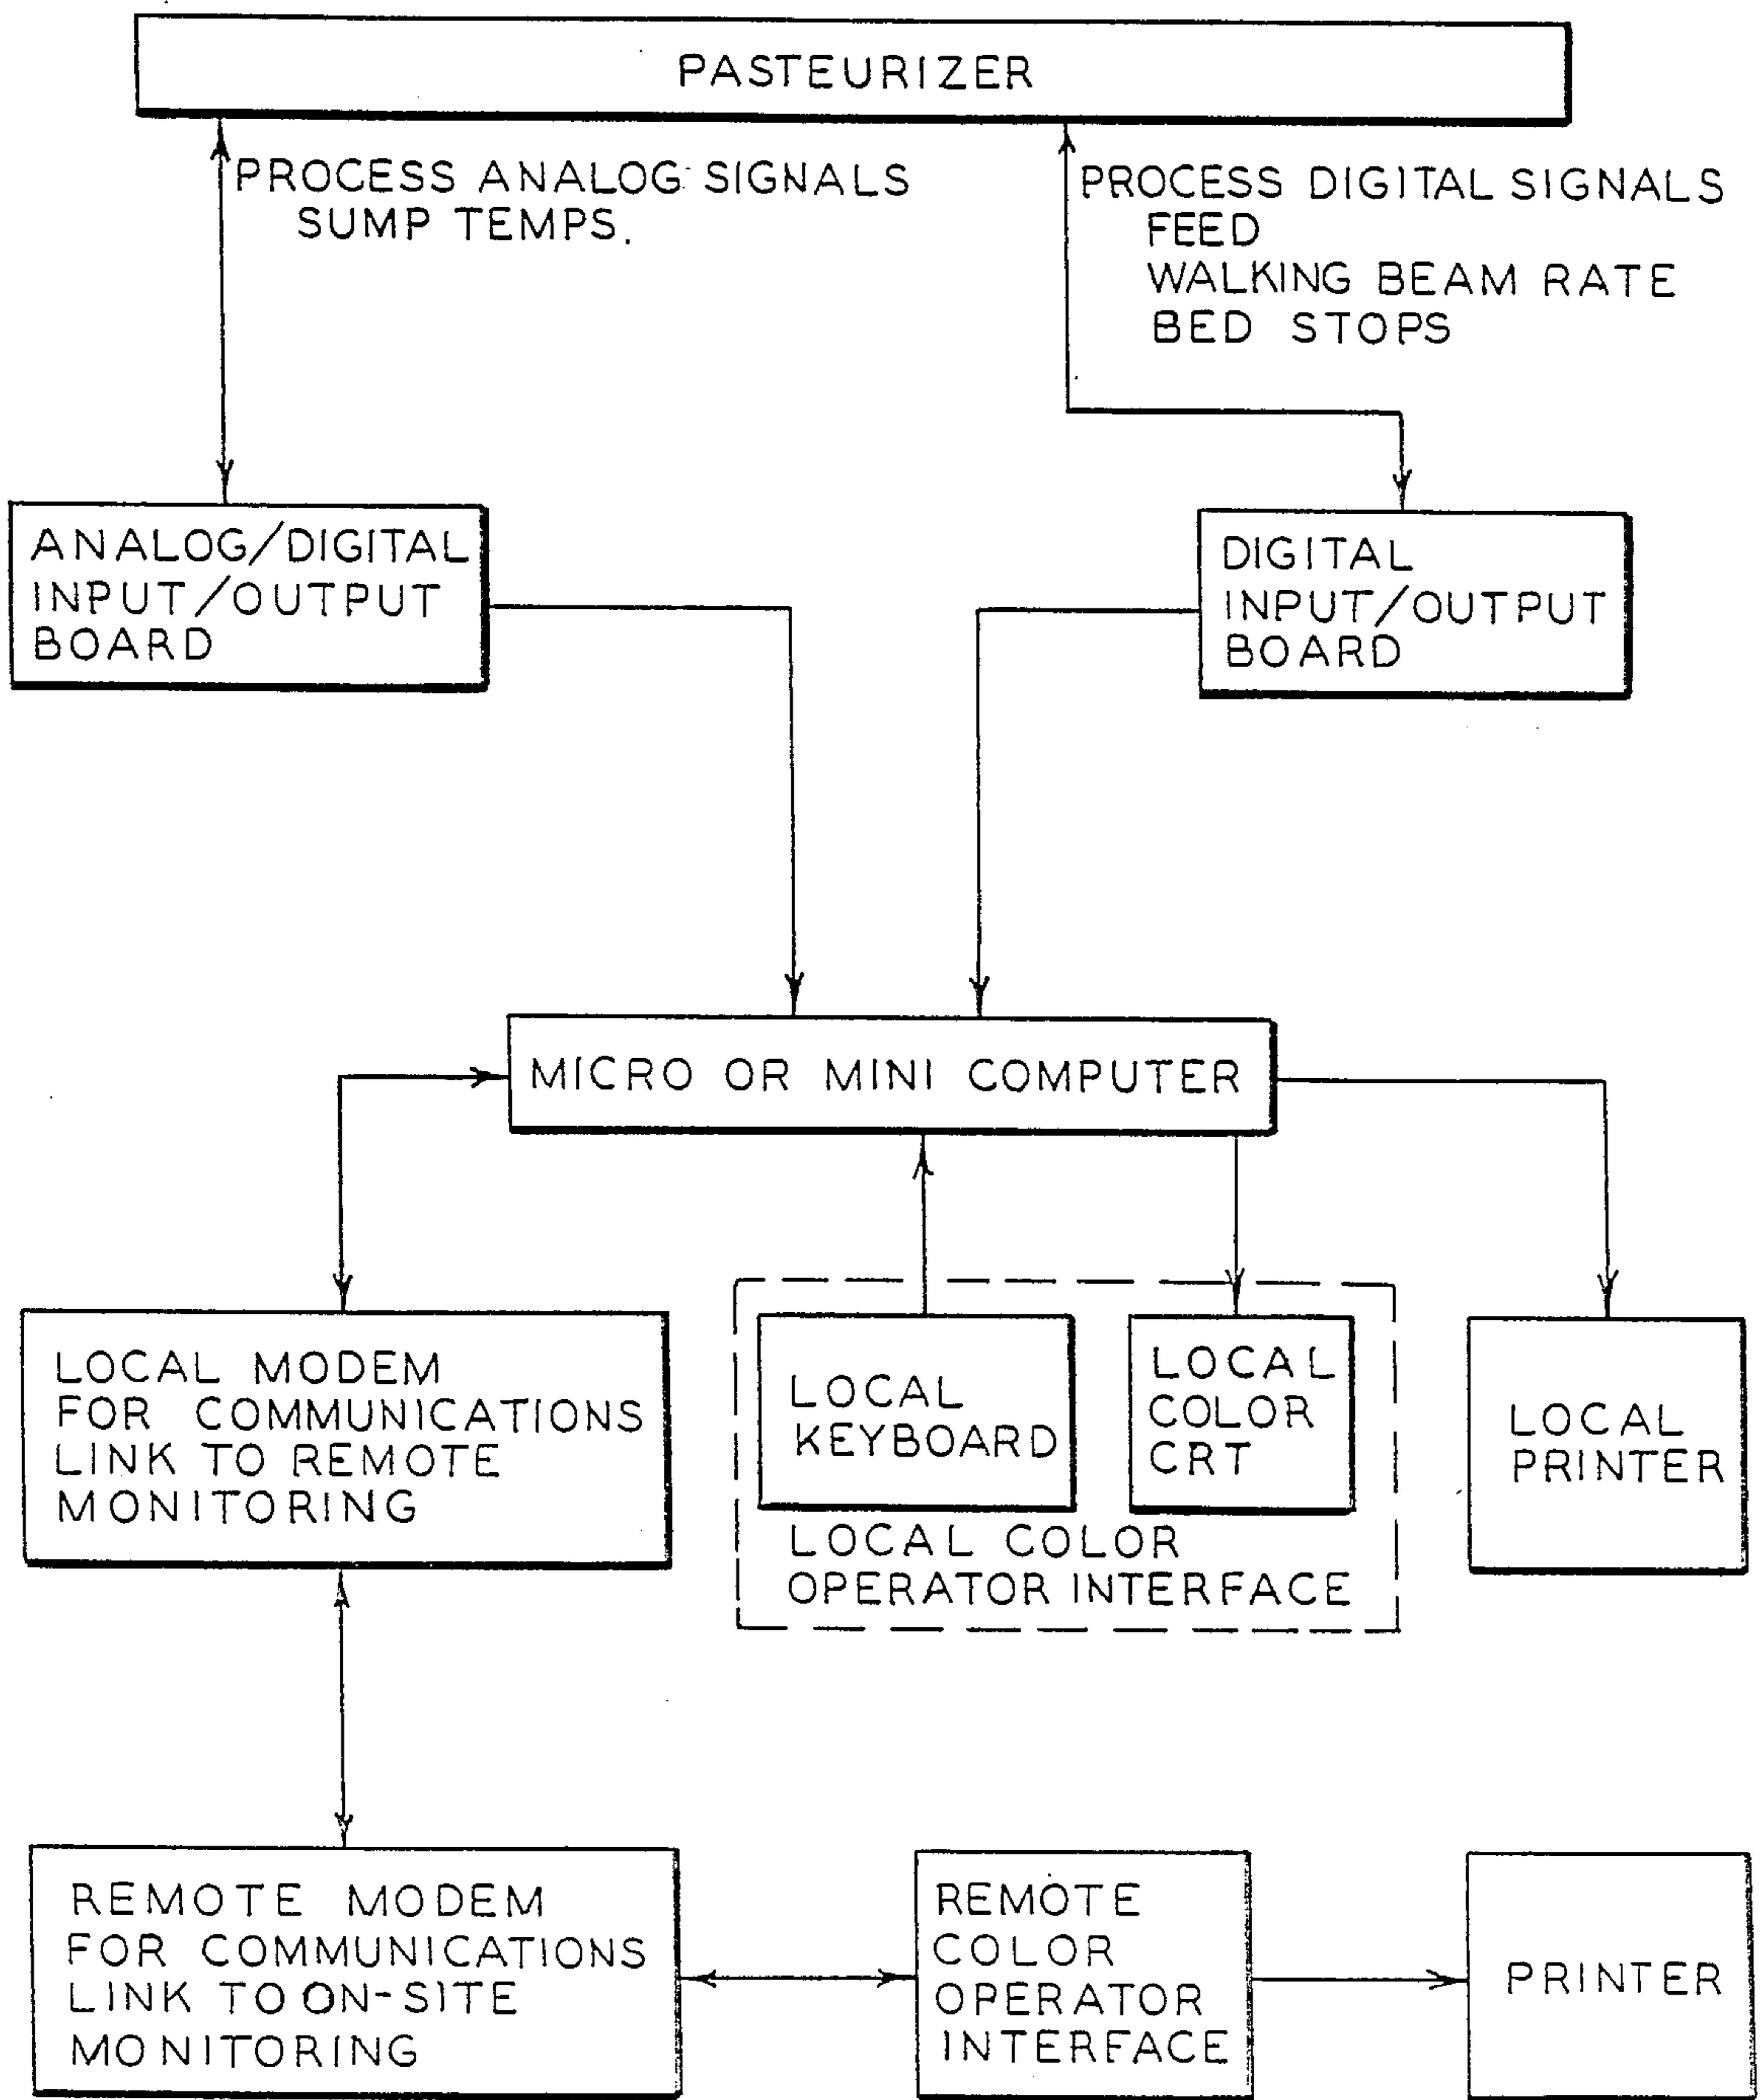 PASTEURIZER
PROCESS ANALOG SIGNALS
SUMP TEMPS.
PROCESS DIGITAL SIGNALS
FEED
WALKING BEAM RATE
BED STOPS
ANALOG/DIGITAL
INPUT/OUTPUT
BOARD
DIGITAL
INPUT/OUTPUT
BOARD
MICRO OR MINI COMPUTER
LOCAL MODEM
FOR COMMUNICATIONS
LINK TO REMOTE
MONITORING
LOCAL
KEYBOARD
LOCAL
COLOR
CRT
LOCAL COLOR
OPERATOR INTERFACE
LOCAL
PRINTER
REMOTE MODEM
FOR COMMUNICATIONS
LINK TO ON-SITE
MONITORING
REMOTE
COLOR
OPERATOR
INTERFACE
PRINTER